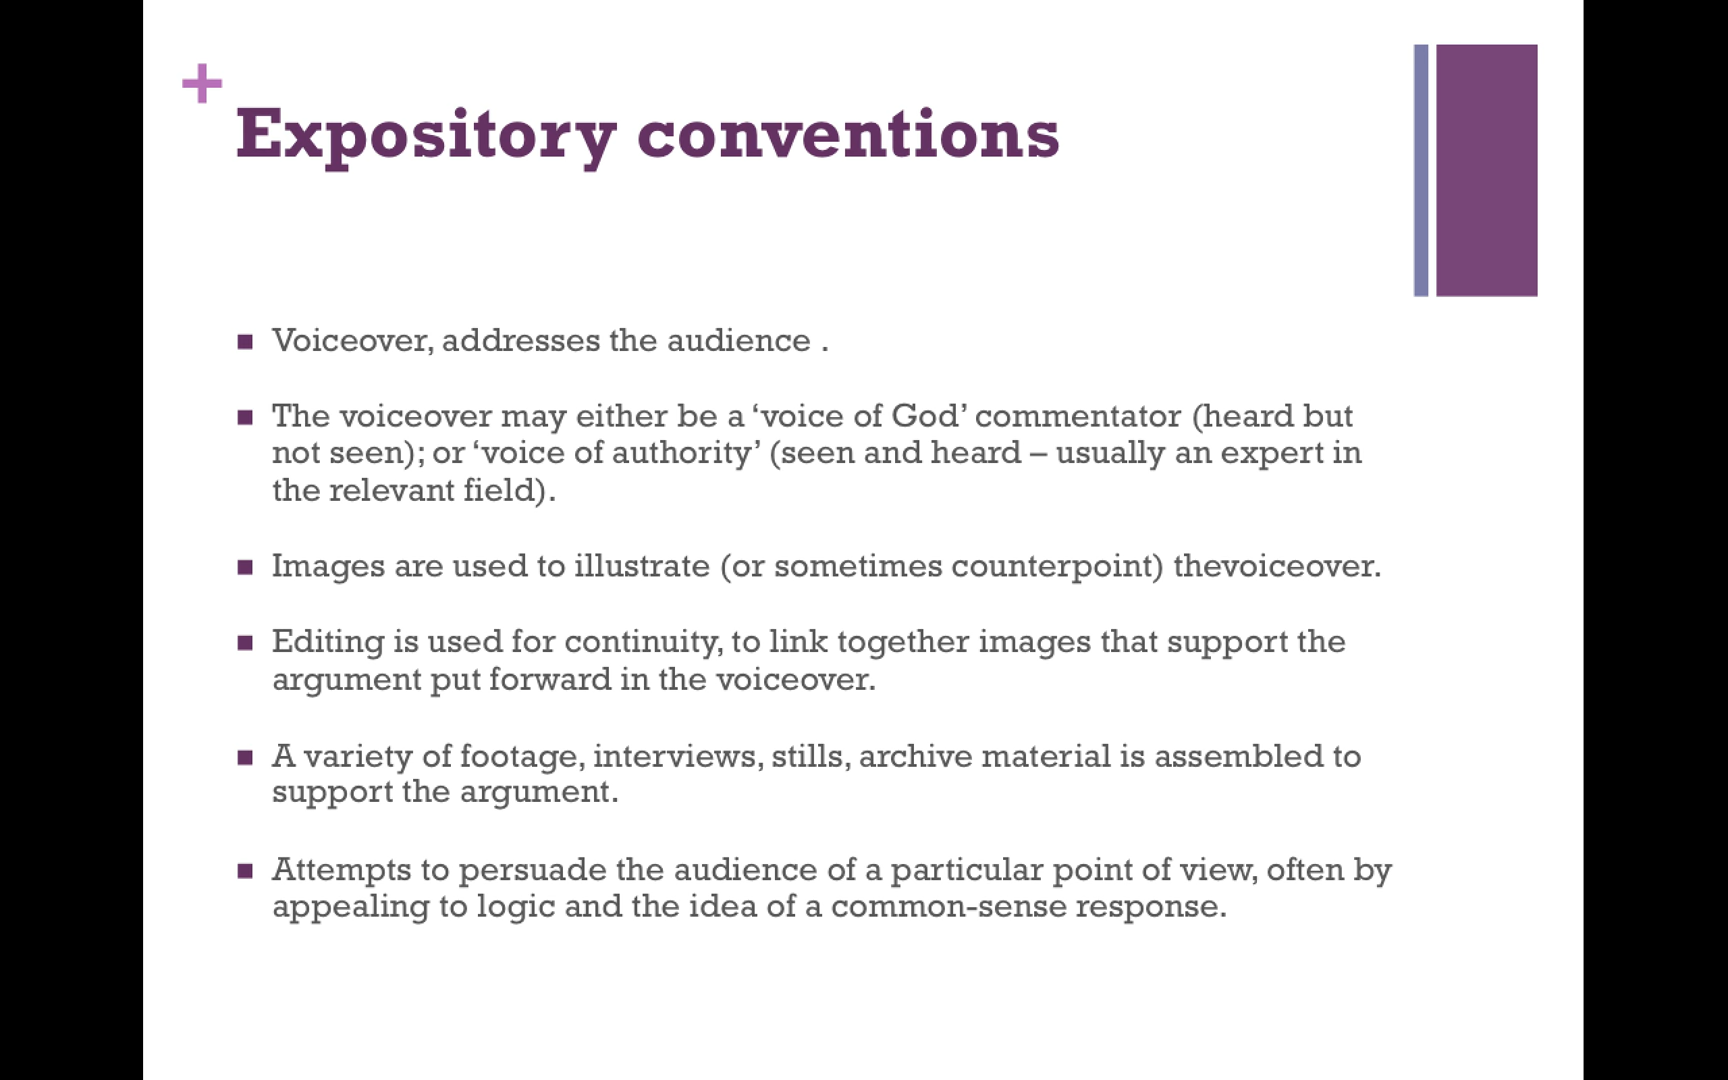 +
Expository conventions
■ Voiceover, addresses the audience .
■ The voiceover may either be a ‘voice of God’ commentator (heard but
not seen); or ‘voice of authority’ (seen and heard – usually an expert in
the relevant field).
■ Images are used to illustrate (or sometimes counterpoint) thevoiceover.
■ Editing is used for continuity, to link together images that support the
argument put forward in the voiceover.
■ A variety of footage, interviews, stills, archive material is assembled to
support the argument.
■ Attempts to persuade the audience of a particular point of view, often by
appealing to logic and the idea of a common-sense response.